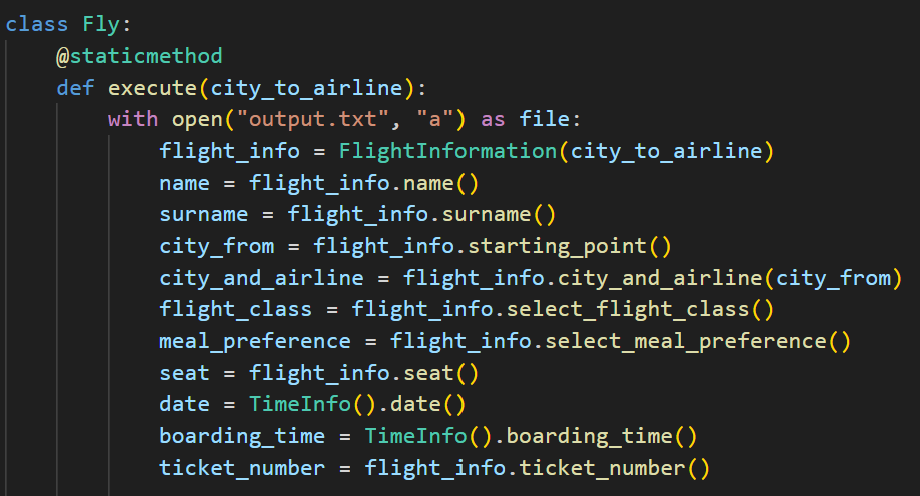 class Fly:
    @staticmethod
    def execute(city_to_airline):
        with open("output.txt", "a") as file:
            flight_info = FlightInformation(city_to_airline)
            name = flight_info.name()
            surname = flight_info.surname()
            city_from = flight_info.starting_point()
            city_and_airline = flight_info.city_and_airline(city_from)
            flight_class = flight_info.select_flight_class()
            meal_preference = flight_info.select_meal_preference()
            seat = flight_info.seat()
            date = TimeInfo().date()
            boarding_time = TimeInfo().boarding_time()
            ticket_number = flight_info.ticket_number()